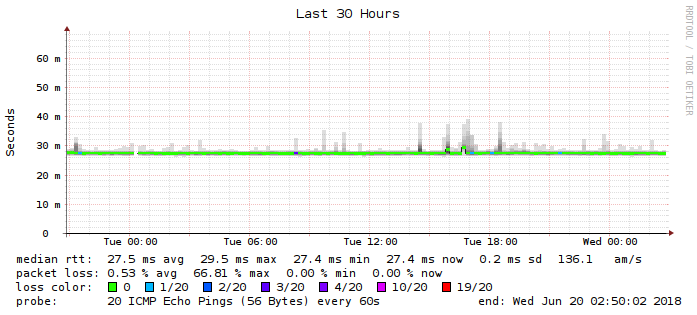 Last 30 Hours
RRDTOOL / TOBI OETIKER
Seconds
60 m
50 m
40 m
30 m
20 m
10 m
0
Tue 00:00 Tue 06:00 Tue 12:00 Tue 18:00 Wed 00:00
median rtt: 27.5 ms avg 29.5 ms max 27.4 ms min 27.4 ms now 0.2 ms sd 136.1 am/s
packet loss: 0.53 % avg 66.81 % max 0.00 % min 0.00 % now
loss color: 0 1/20 2/20 3/20 4/20 10/20 19/20
probe: 20 ICMP Echo Pings (56 Bytes) every 60s end: Wed Jun 20 02:50:02 2018